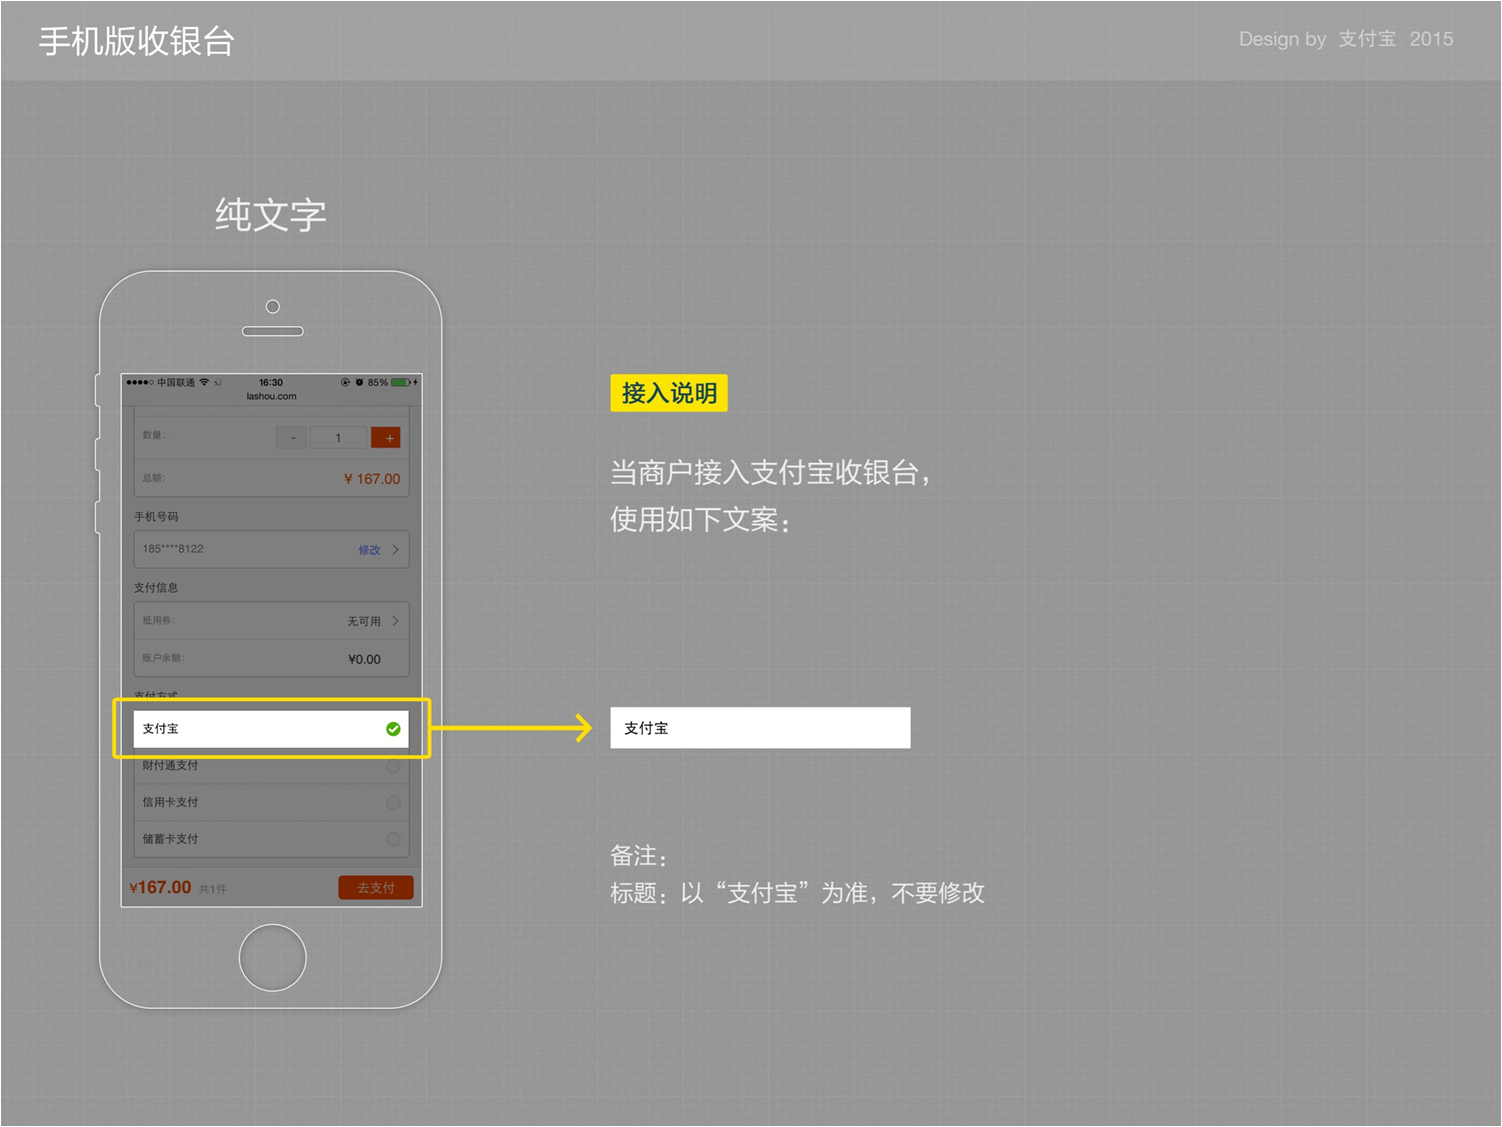 手机版收银台
Design by 支付宝 2015
纯文字
中国联通 16:30 85%
lashou.com
数量: - 1 +
总额: ¥ 167.00
手机号码
185****8122 修改
支付信息
抵用券: 无可用
账户余额: ¥0.00
支付方式
支付宝
财付通支付
信用卡支付
储蓄卡支付
¥167.00 共1件 去支付
接入说明
当商户接入支付宝收银台，
使用如下文案：
支付宝
备注：
标题：以“支付宝”为准，不要修改